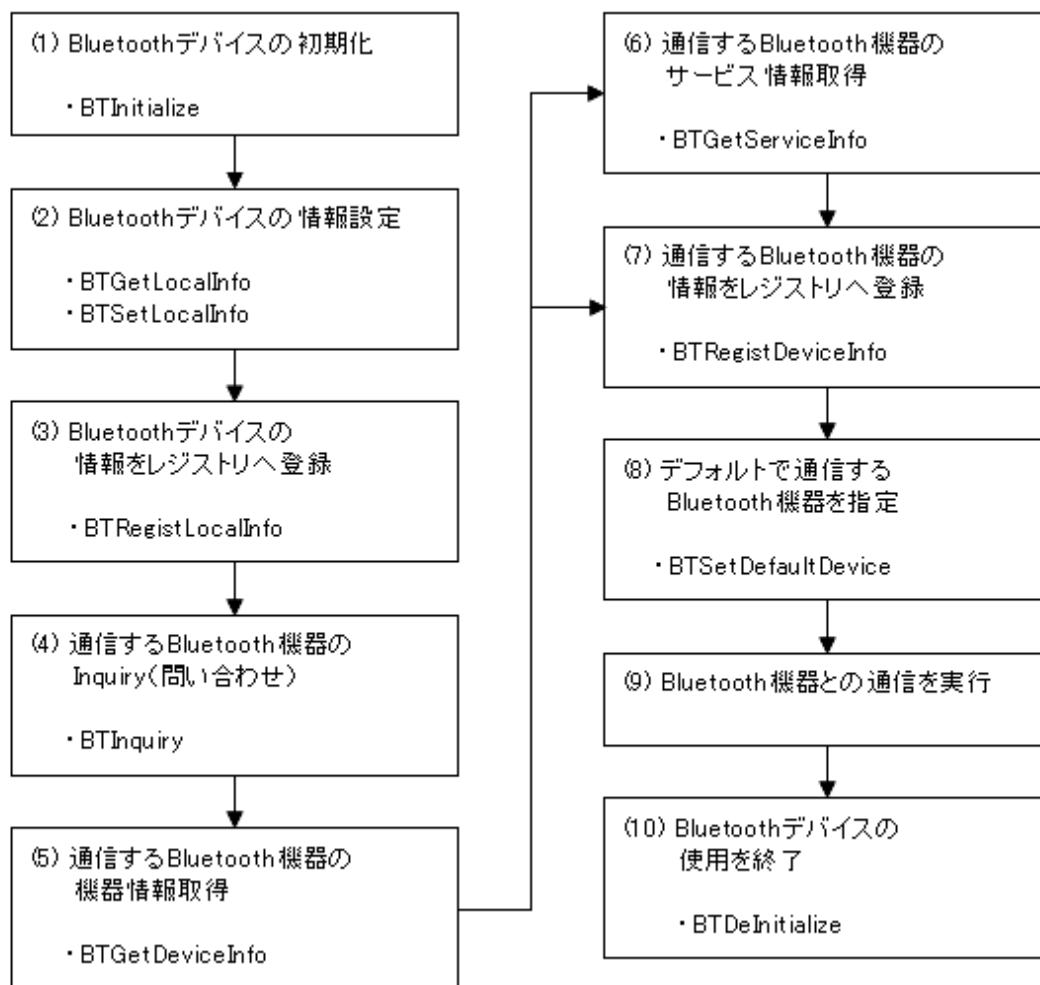 (1) Bluetoothデバイスの初期化
・BTInitialize
(2) Bluetoothデバイスの情報設定
・BTGetLocalInfo
・BTSetLocalInfo
(3) Bluetoothデバイスの
情報をレジストリへ登録
・BTRegistLocalInfo
(4) 通信するBluetooth機器の
Inquiry(問い合わせ)
・BTInquiry
(5) 通信するBluetooth機器の
機器情報取得
・BTGetDeviceInfo
(6) 通信するBluetooth機器の
サービス情報取得
・BTGetServiceInfo
(7) 通信するBluetooth機器の
情報をレジストリへ登録
・BTRegistDeviceInfo
(8) デフォルトで通信する
Bluetooth機器を指定
・BTSetDefaultDevice
(9) Bluetooth機器との通信を実行
(10) Bluetoothデバイスの
使用を終了
・BTDeInitialize